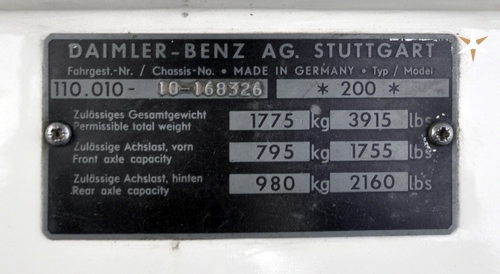 DAIMLER-BENZ AG. STUTTGART
Fahrgest.-Nr. / Chassis-No. • MADE IN GERMANY • Typ / Model
110.010- 10-168326 * 200 *
Zulässiges Gesamtgewicht
Permissible total weight 1775 kg 3915 lbs
Zulässige Achslast, vorn
Front axle capacity 795 kg 1755 lbs
Zulässige Achslast, hinten
Rear axle capacity 980 kg 2160 lbs